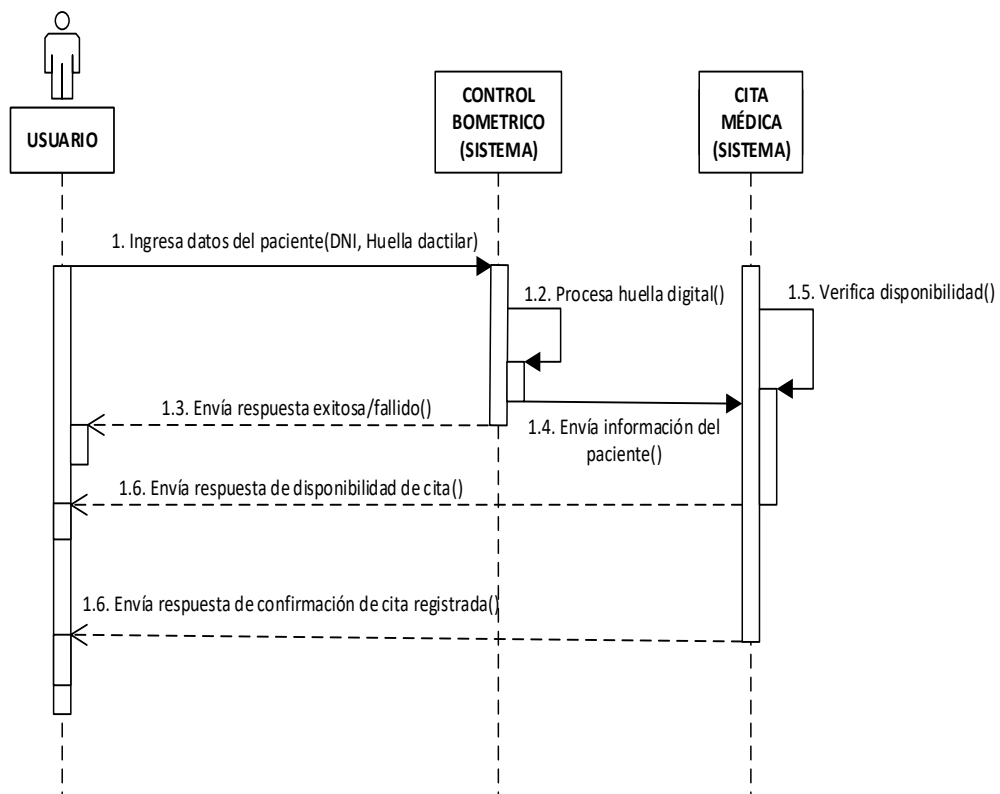 USUARIO
CONTROL
BOMETRICO
(SISTEMA)
CITA
MÉDICA
(SISTEMA)
1. Ingresa datos del paciente(DNI, Huella dactilar)
1.2. Procesa huella digital()
1.5. Verifica disponibilidad()
1.3. Envía respuesta exitosa/fallido()
1.4. Envía información del
paciente()
1.6. Envía respuesta de disponibilidad de cita()
1.6. Envía respuesta de confirmación de cita registrada()